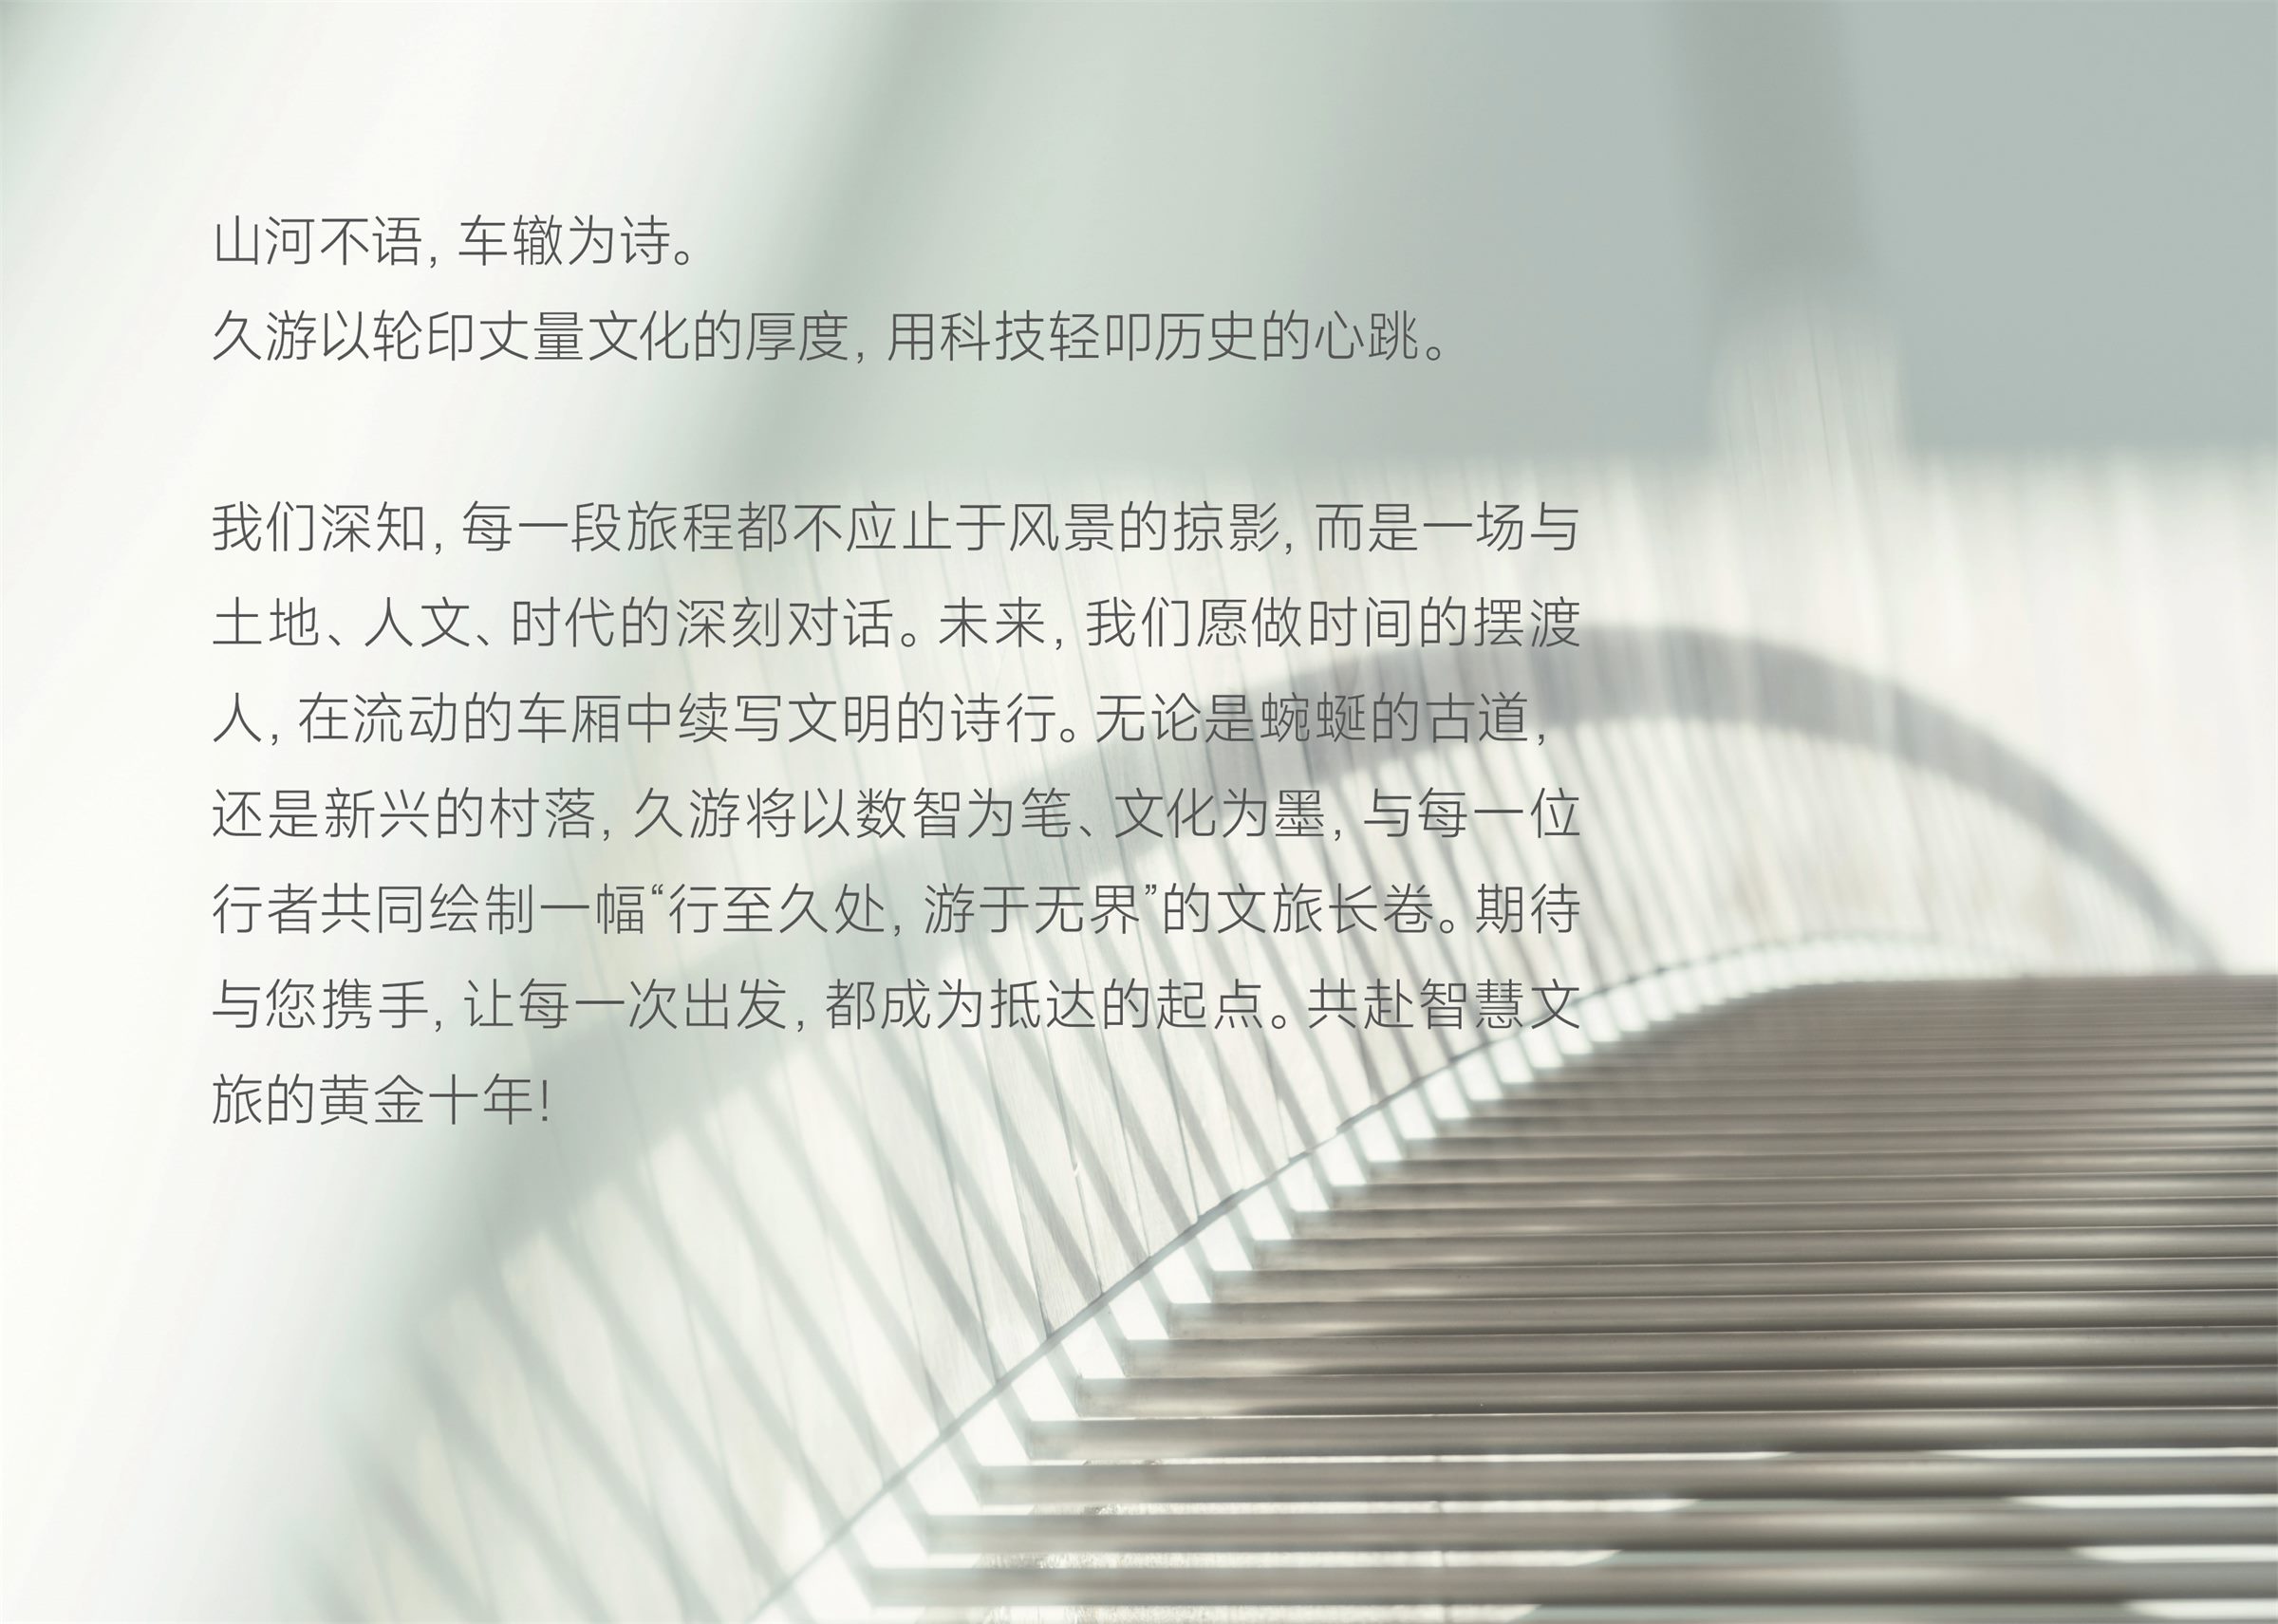 山河不语，车辙为诗。
久游以轮印丈量文化的厚度，用科技轻叩历史的心跳。
我们深知，每一段旅程都不应止于风景的掠影，而是一场与
土地、人文、时代的深刻对话。未来，我们愿做时间的摆渡
人，在流动的车厢中续写文明的诗行。无论是蜿蜒的古道，
还是新兴的村落，久游将以数智为笔、文化为墨，与每一位
行者共同绘制一幅“行至久处，游于无界”的文旅长卷。期待
与您携手，让每一次出发，都成为抵达的起点。共赴智慧文
旅的黄金十年！